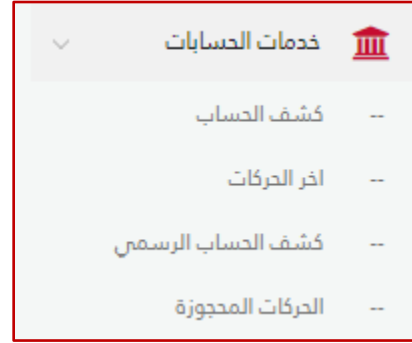 خدمات الحسابات
-- كشف الحساب
-- اخر الحركات
-- كشف الحساب الرسمي
-- الحركات المحجوزة